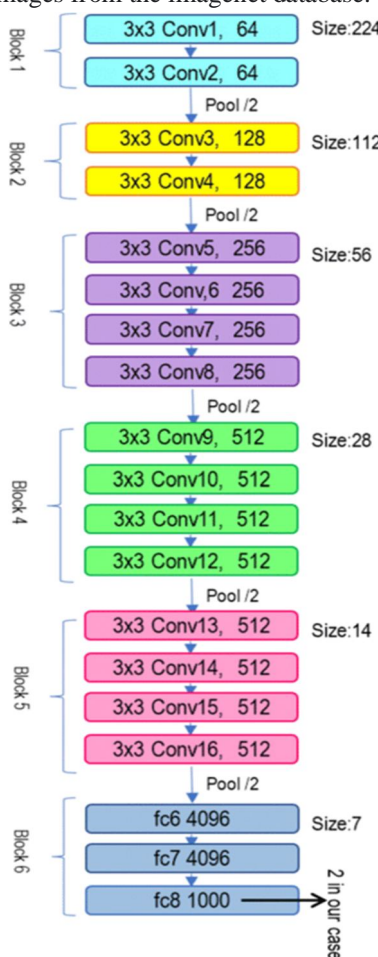 images from the imagenet database.
Block 1
3x3 Conv1, 64
Size:224
3x3 Conv2, 64
Pool /2
Block 2
3x3 Conv3, 128
Size:112
3x3 Conv4, 128
Pool /2
Block 3
3x3 Conv5, 256
Size:56
3x3 Conv,6 256
3x3 Conv7, 256
3x3 Conv8, 256
Pool /2
Block 4
3x3 Conv9, 512
Size:28
3x3 Conv10, 512
3x3 Conv11, 512
3x3 Conv12, 512
Pool /2
Block 5
3x3 Conv13, 512
Size:14
3x3 Conv14, 512
3x3 Conv15, 512
3x3 Conv16, 512
Pool /2
Block 6
fc6 4096
Size:7
fc7 4096
fc8 1000
2 in our case